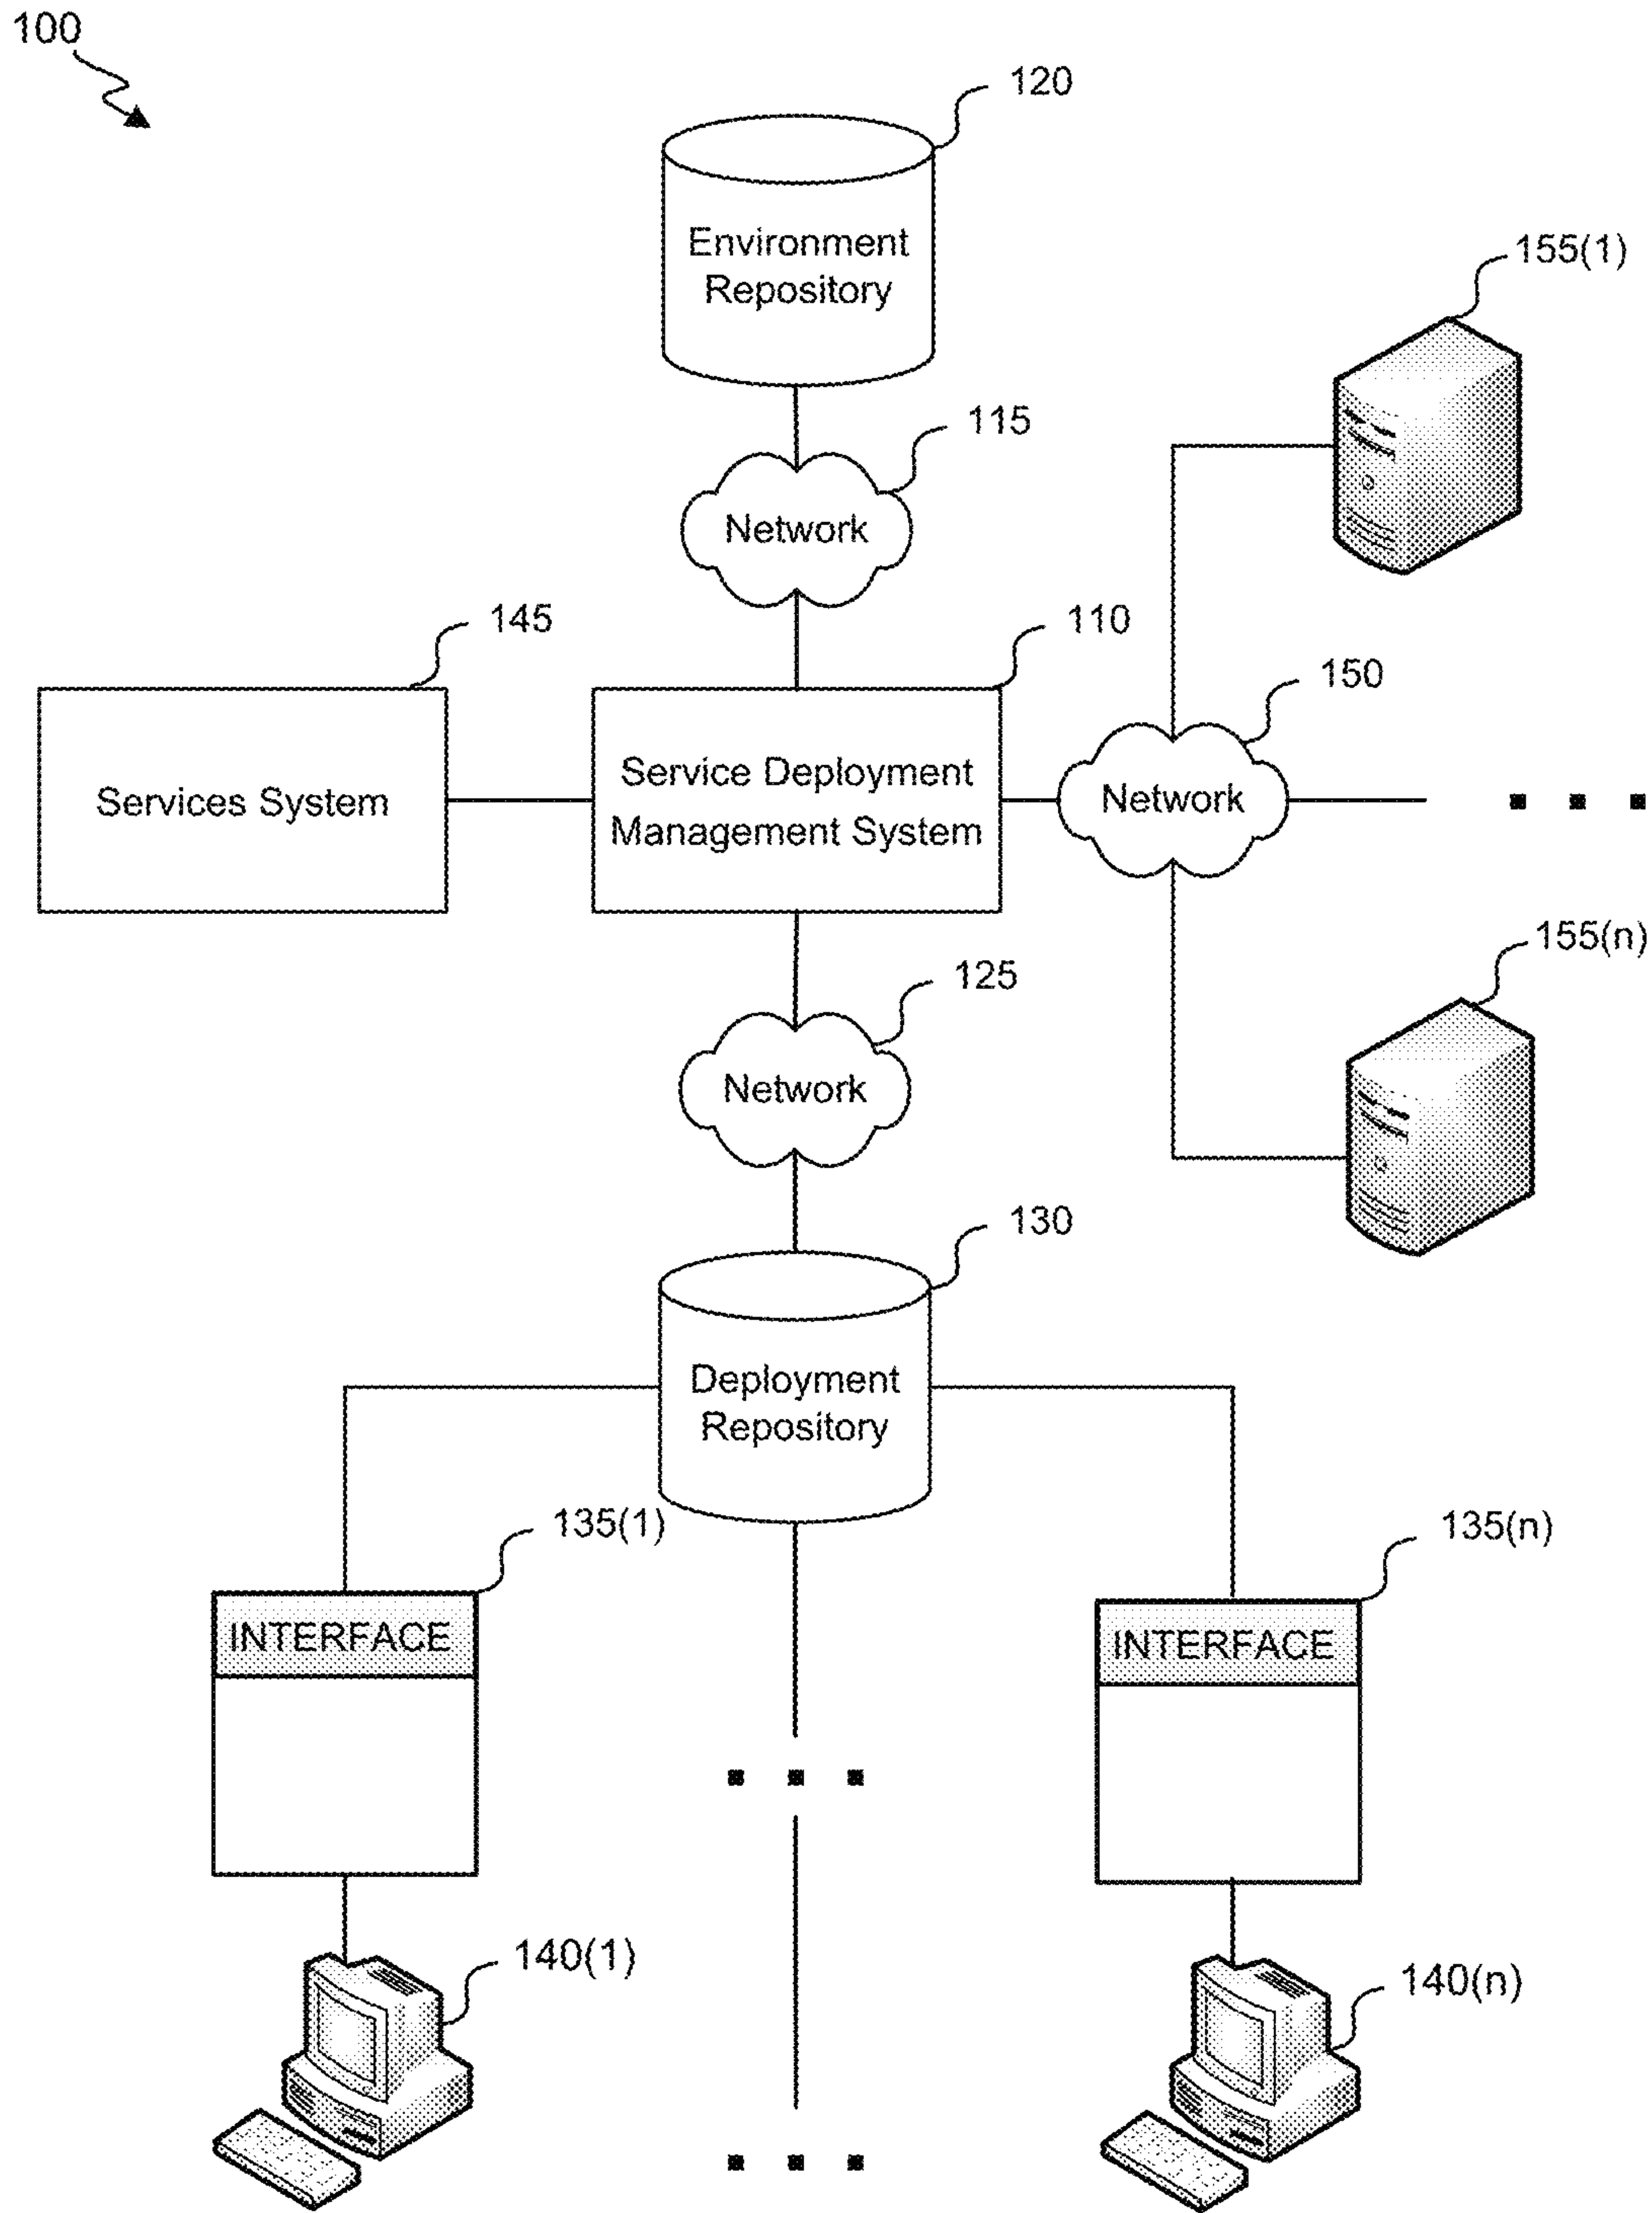 100
120
Environment
Repository
155(1)
115
Network
145
110
150
Services System
Service Deployment
Management System
Network
155(n)
125
Network
130
Deployment
Repository
135(1)
135(n)
INTERFACE
INTERFACE
140(1)
140(n)